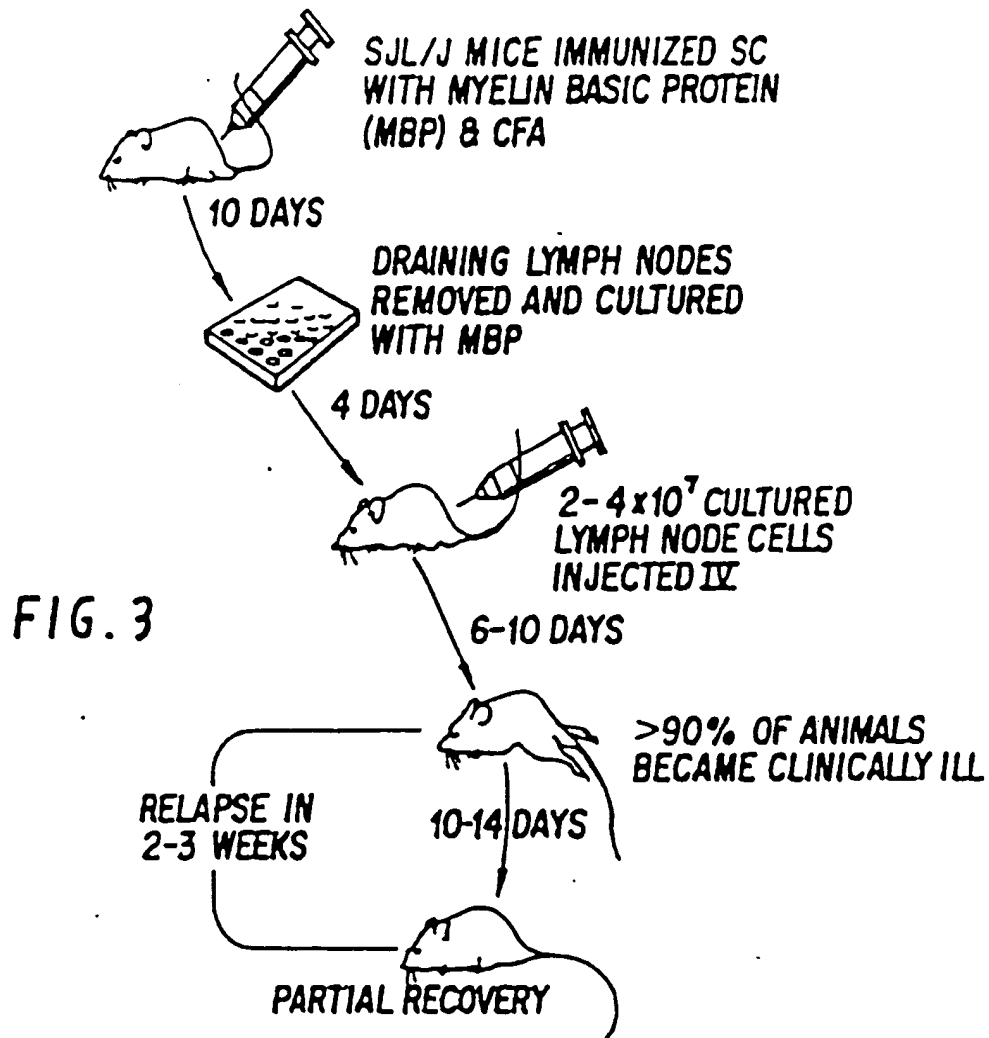 SJL/J MICE IMMUNIZED SC
WITH MYELIN BASIC PROTEIN
(MBP) & CFA
10 DAYS
DRAINING LYMPH NODES
REMOVED AND CULTURED
WITH MBP
4 DAYS
2-4x10⁷ CULTURED
LYMPH NODE CELLS
INJECTED IV
FIG. 3
6-10 DAYS
>90% OF ANIMALS
BECAME CLINICALLY ILL
RELAPSE IN
2-3 WEEKS
10-14 DAYS
PARTIAL RECOVERY